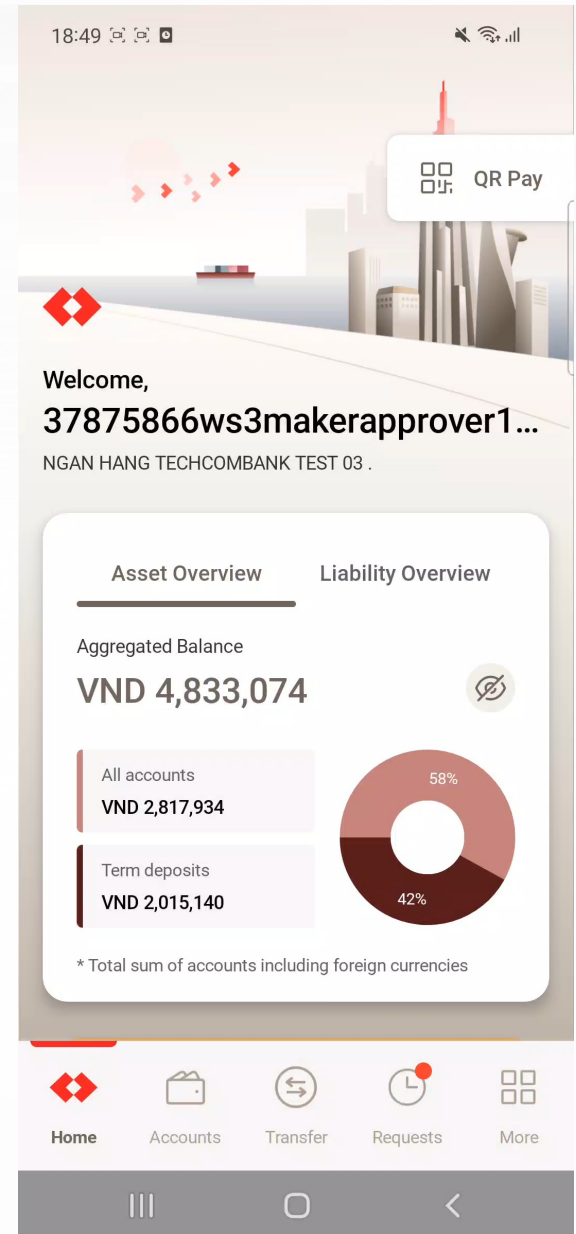 18:49
QR Pay
Welcome,
37875866ws3makerapprover1...
NGAN HANG TECHCOMBANK TEST 03 .
Asset Overview
Liability Overview
Aggregated Balance
VND 4,833,074
All accounts
VND 2,817,934
58%
Term deposits
VND 2,015,140
42%
* Total sum of accounts including foreign currencies
Home
Accounts
Transfer
Requests
More